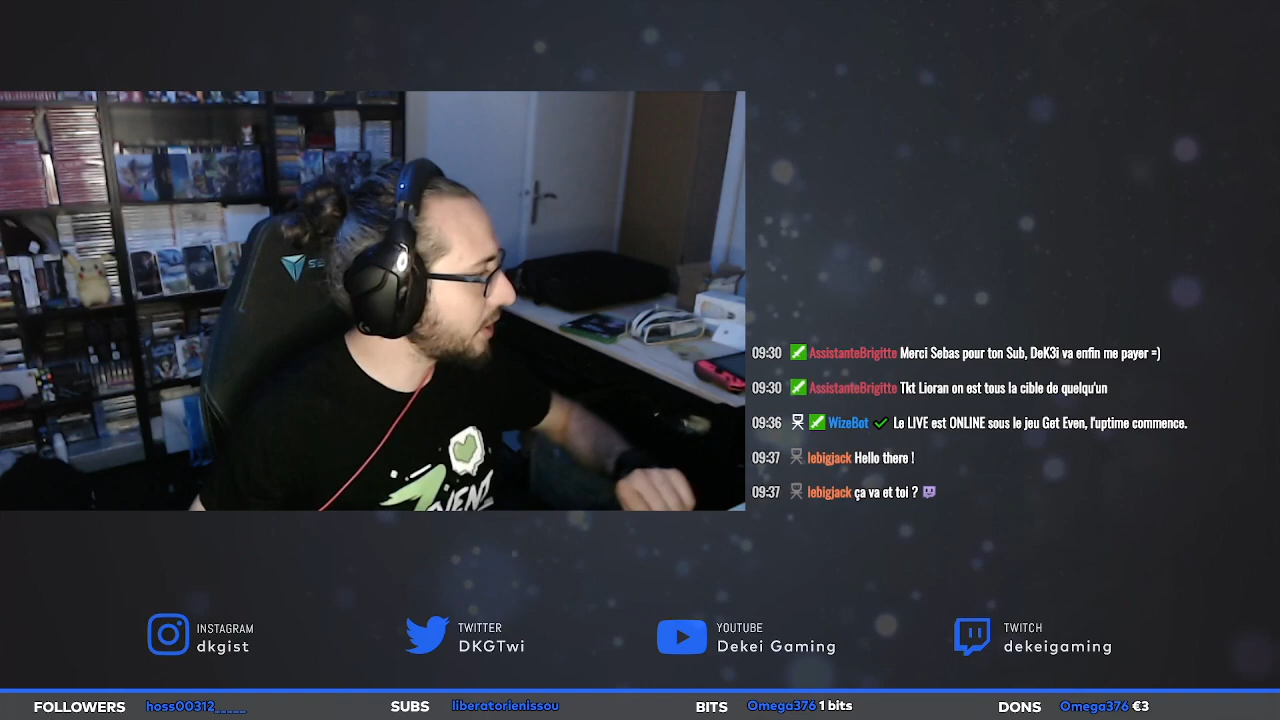 09:30 AssistanteBrigitte Merci Sebas pour ton Sub, DeK3i va enfin me payer =)
09:30 AssistanteBrigitte Tkt Lioran on est tous la cible de quelqu'un
09:36 WizeBot Le LIVE est ONLINE sous le jeu Get Even, l'uptime commence.
09:37 lebigjack Hello there !
09:37 lebigjack ça va et toi ?
INSTAGRAM
dkgist
TWITTER
DKGTwi
YOUTUBE
Dekei Gaming
TWITCH
dekeigaming
FOLLOWERS hoss00312_____ SUBS liberatorienissou BITS Omega376 1 bits DONS Omega376 €3